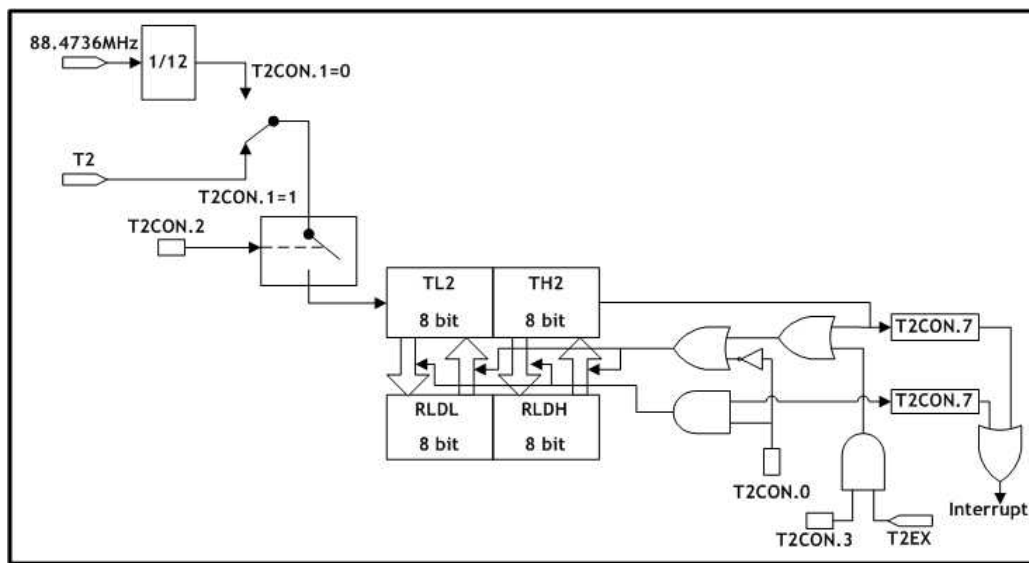 88.4736MHz
1/12
T2CON.1=0
T2
T2CON.1=1
T2CON.2
TL2
TH2
8 bit
8 bit
T2CON.7
RLDL
RLDH
T2CON.7
8 bit
8 bit
T2CON.0
Interrupt
T2CON.3
T2EX